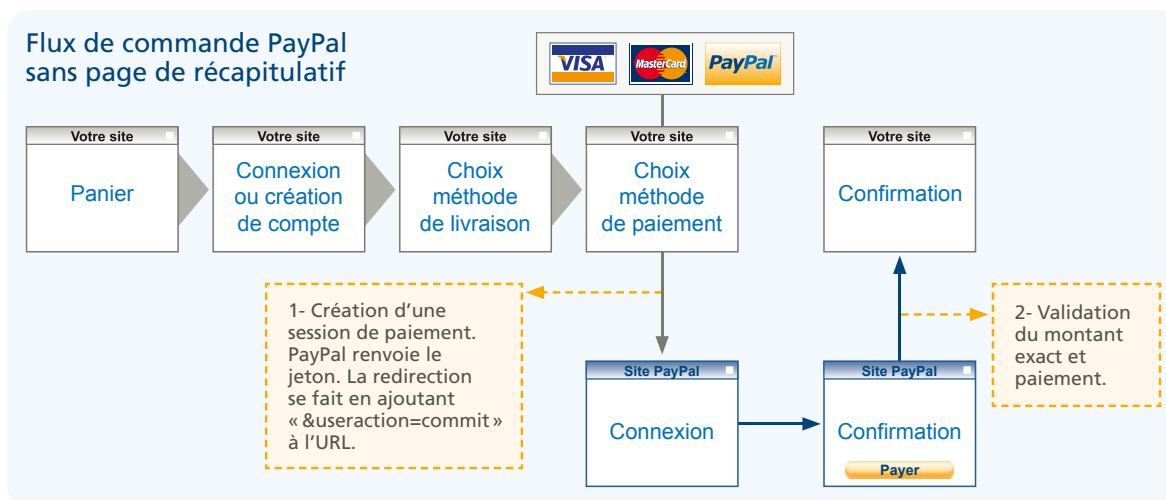 Flux de commande PayPal
sans page de récapitulatif
VISA MasterCard PayPal
Votre site
Panier
Votre site
Connexion
ou création
de compte
Votre site
Choix
méthode
de livraison
Votre site
Choix
méthode
de paiement
Votre site
Confirmation
1- Création d’une
session de paiement.
PayPal renvoie le
jeton. La redirection
se fait en ajoutant
« &useraction=commit »
à l’URL.
Site PayPal
Connexion
Site PayPal
Confirmation
Payer
2- Validation
du montant
exact et
paiement.